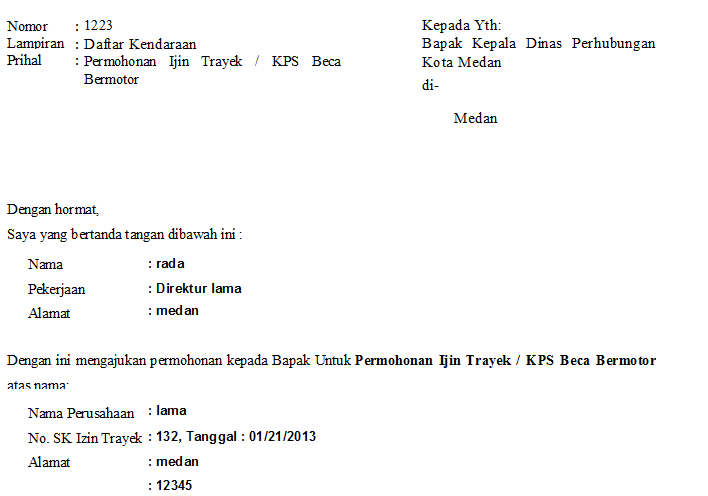 Nomor : 1223
Lampiran : Daftar Kendaraan
Prihal : Permohonan Ijin Trayek / KPS Beca
Bermotor
Kepada Yth:
Bapak Kepala Dinas Perhubungan
Kota Medan
di-
Medan
Dengan hormat,
Saya yang bertanda tangan dibawah ini :
Nama : rada
Pekerjaan : Direktur lama
Alamat : medan
Dengan ini mengajukan permohonan kepada Bapak Untuk Permohonan Ijin Trayek / KPS Beca Bermotor
atas nama:
Nama Perusahaan : lama
No. SK Izin Trayek : 132, Tanggal : 01/21/2013
Alamat : medan
: 12345